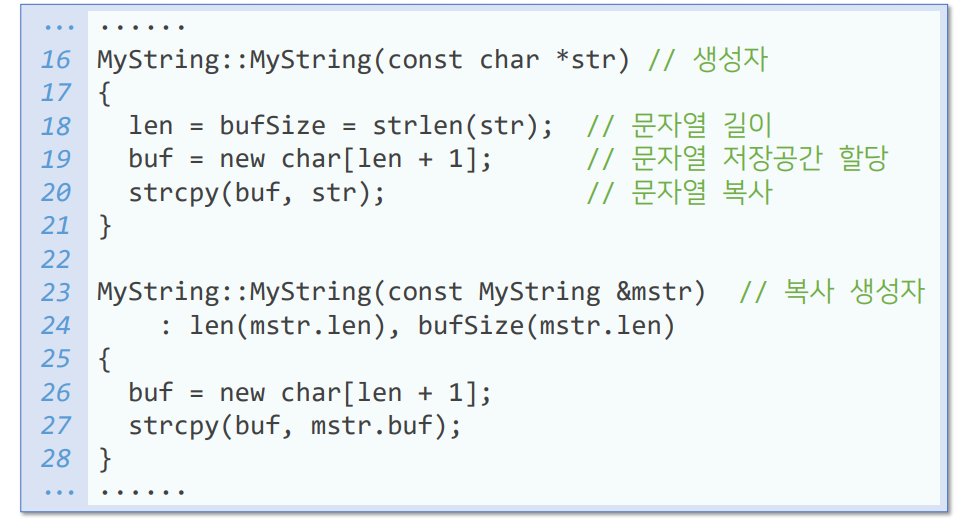 ... ......
16 MyString::MyString(const char *str) // 생성자
17 {
18   len = bufSize = strlen(str);  // 문자열 길이
19   buf = new char[len + 1];      // 문자열 저장공간 할당
20   strcpy(buf, str);             // 문자열 복사
21 }
22
23 MyString::MyString(const MyString &mstr)  // 복사 생성자
24     : len(mstr.len), bufSize(mstr.len)
25 {
26   buf = new char[len + 1];
27   strcpy(buf, mstr.buf);
28 }
... ......